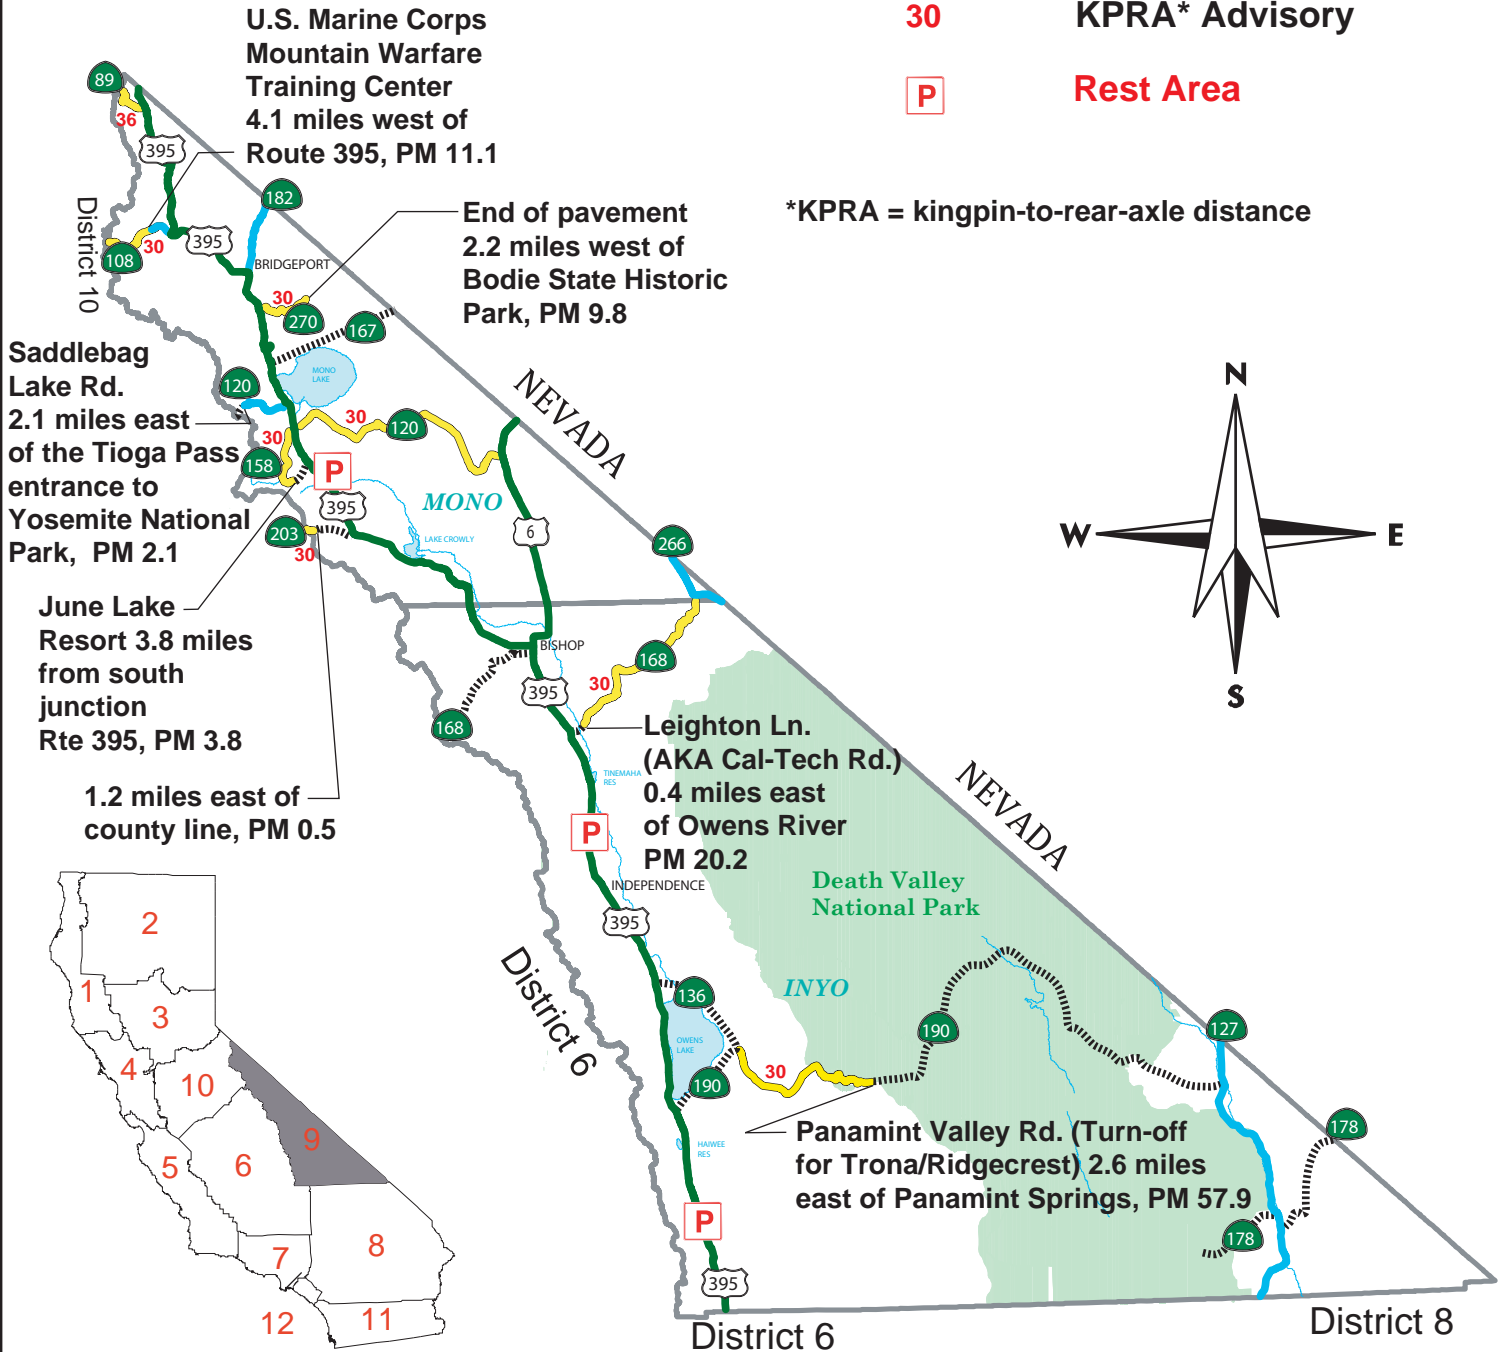 30 KPRA* Advisory
P Rest Area
*KPRA = kingpin-to-rear-axle distance
U.S. Marine Corps
Mountain Warfare
Training Center
4.1 miles west of
Route 395, PM 11.1
89
36
395
182
District 10
108
30
395
BRIDGEPORT
End of pavement
2.2 miles west of
Bodie State Historic
Park, PM 9.8
30
270
167
Saddlebag
Lake Rd.
2.1 miles east
of the Tioga Pass
entrance to
Yosemite National
Park, PM 2.1
MONO
LAKE
120
30
30
120
158
P
395
NEVADA
MONO
203
30
LAKE CROWLY
6
266
June Lake
Resort 3.8 miles
from south
junction
Rte 395, PM 3.8
1.2 miles east of
county line, PM 0.5
BISHOP
168
395
30
168
Leighton Ln.
(AKA Cal-Tech Rd.)
0.4 miles east
of Owens River
PM 20.2
TINEMAHA
RES
P
INDEPENDENCE
395
NEVADA
Death Valley
National Park
INYO
District 6
136
OWENS
LAKE
190
30
190
127
Panamint Valley Rd. (Turn-off
for Trona/Ridgecrest) 2.6 miles
east of Panamint Springs, PM 57.9
HAIWEE
RES
178
178
P
395
District 6
District 8
N
W
E
S
2
1
3
4
10
9
5
6
7
8
12
11